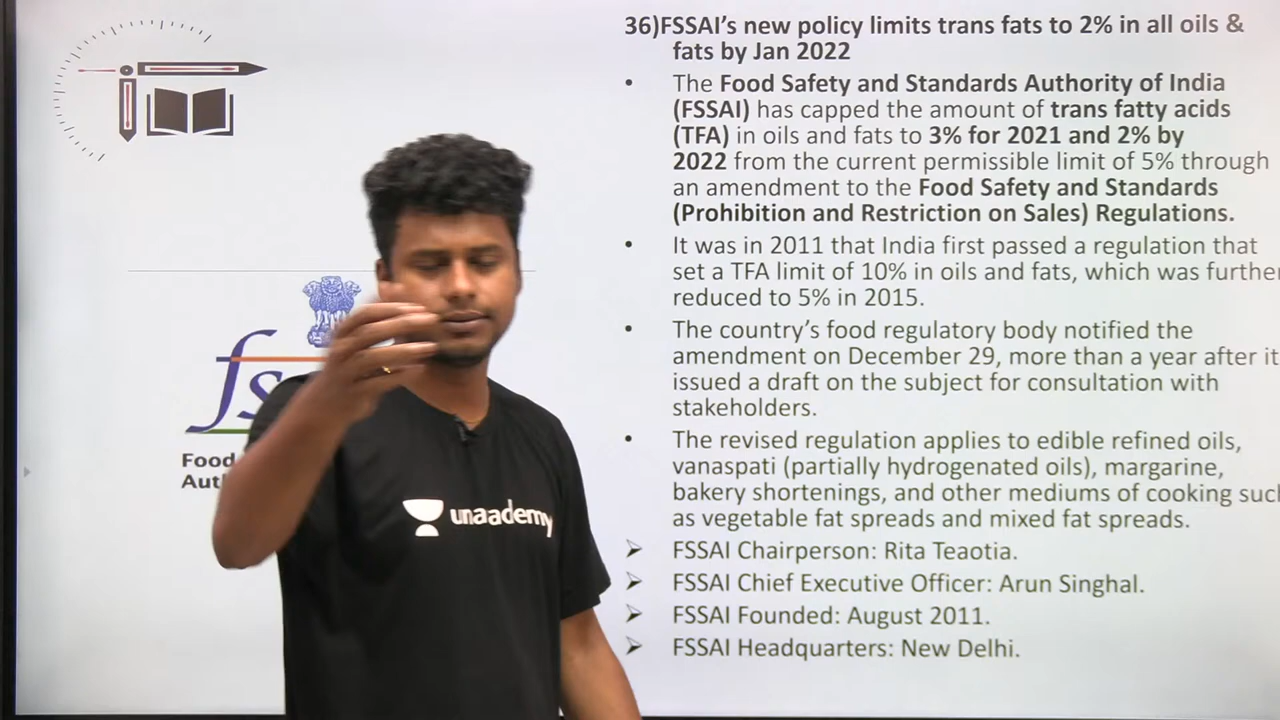 36)FSSAI's new policy limits trans fats to 2% in all oils &
fats by Jan 2022
• The Food Safety and Standards Authority of India
(FSSAI) has capped the amount of trans fatty acids
(TFA) in oils and fats to 3% for 2021 and 2% by
2022 from the current permissible limit of 5% through
an amendment to the Food Safety and Standards
(Prohibition and Restriction on Sales) Regulations.
• It was in 2011 that India first passed a regulation that
set a TFA limit of 10% in oils and fats, which was further
reduced to 5% in 2015.
• The country's food regulatory body notified the
amendment on December 29, more than a year after it
issued a draft on the subject for consultation with
stakeholders.
• The revised regulation applies to edible refined oils,
vanaspati (partially hydrogenated oils), margarine,
bakery shortenings, and other mediums of cooking such
as vegetable fat spreads and mixed fat spreads.
➢ FSSAI Chairperson: Rita Teaotia.
➢ FSSAI Chief Executive Officer: Arun Singhal.
➢ FSSAI Founded: August 2011.
➢ FSSAI Headquarters: New Delhi.
fs
Food
unaademy